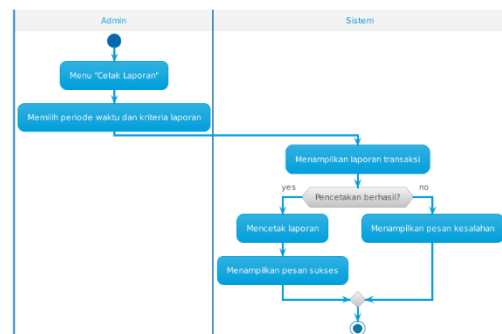 Admin
Sistem
Menu "Cetak Laporan"
Memilih periode waktu dan kriteria laporan
Menampilkan laporan transaksi
Pencetakan berhasil?
yes
no
Mencetak laporan
Menampilkan pesan kesalahan
Menampilkan pesan sukses